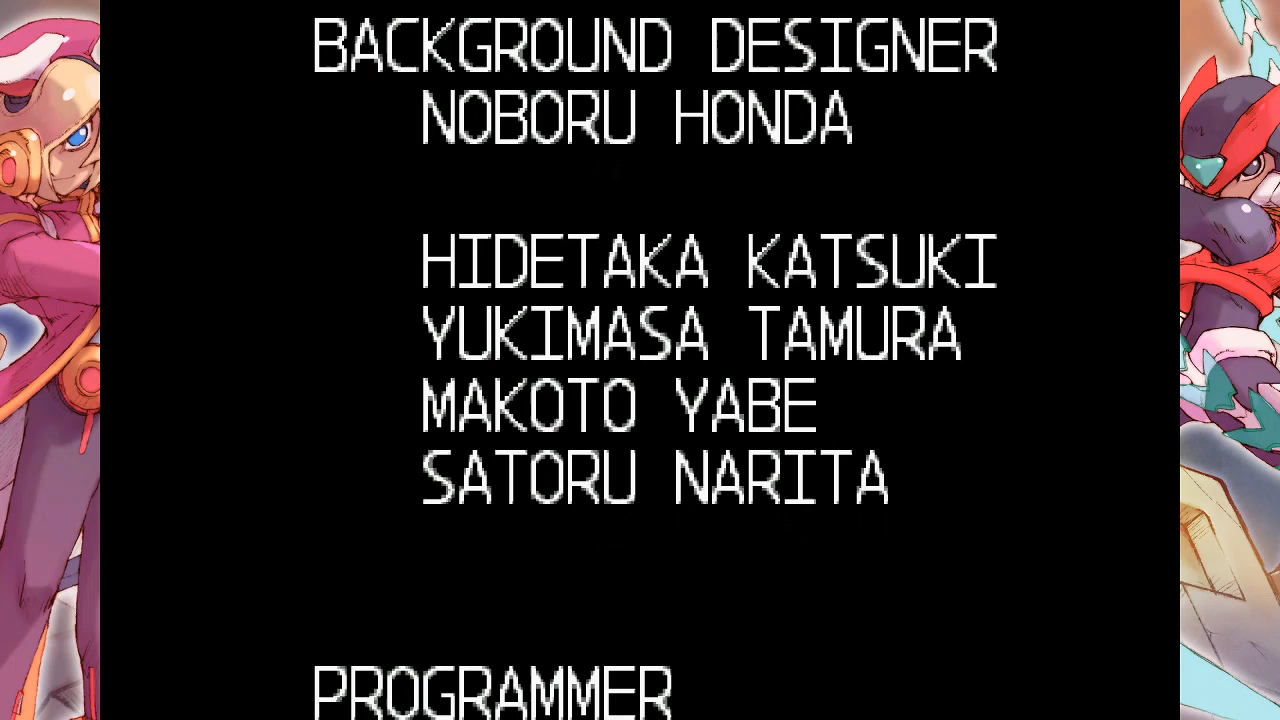 BACKGROUND DESIGNER
NOBORU HONDA
HIDETAKA KATSUKI
YUKIMASA TAMURA
MAKOTO YABE
SATORU NARITA
PROGRAMMER